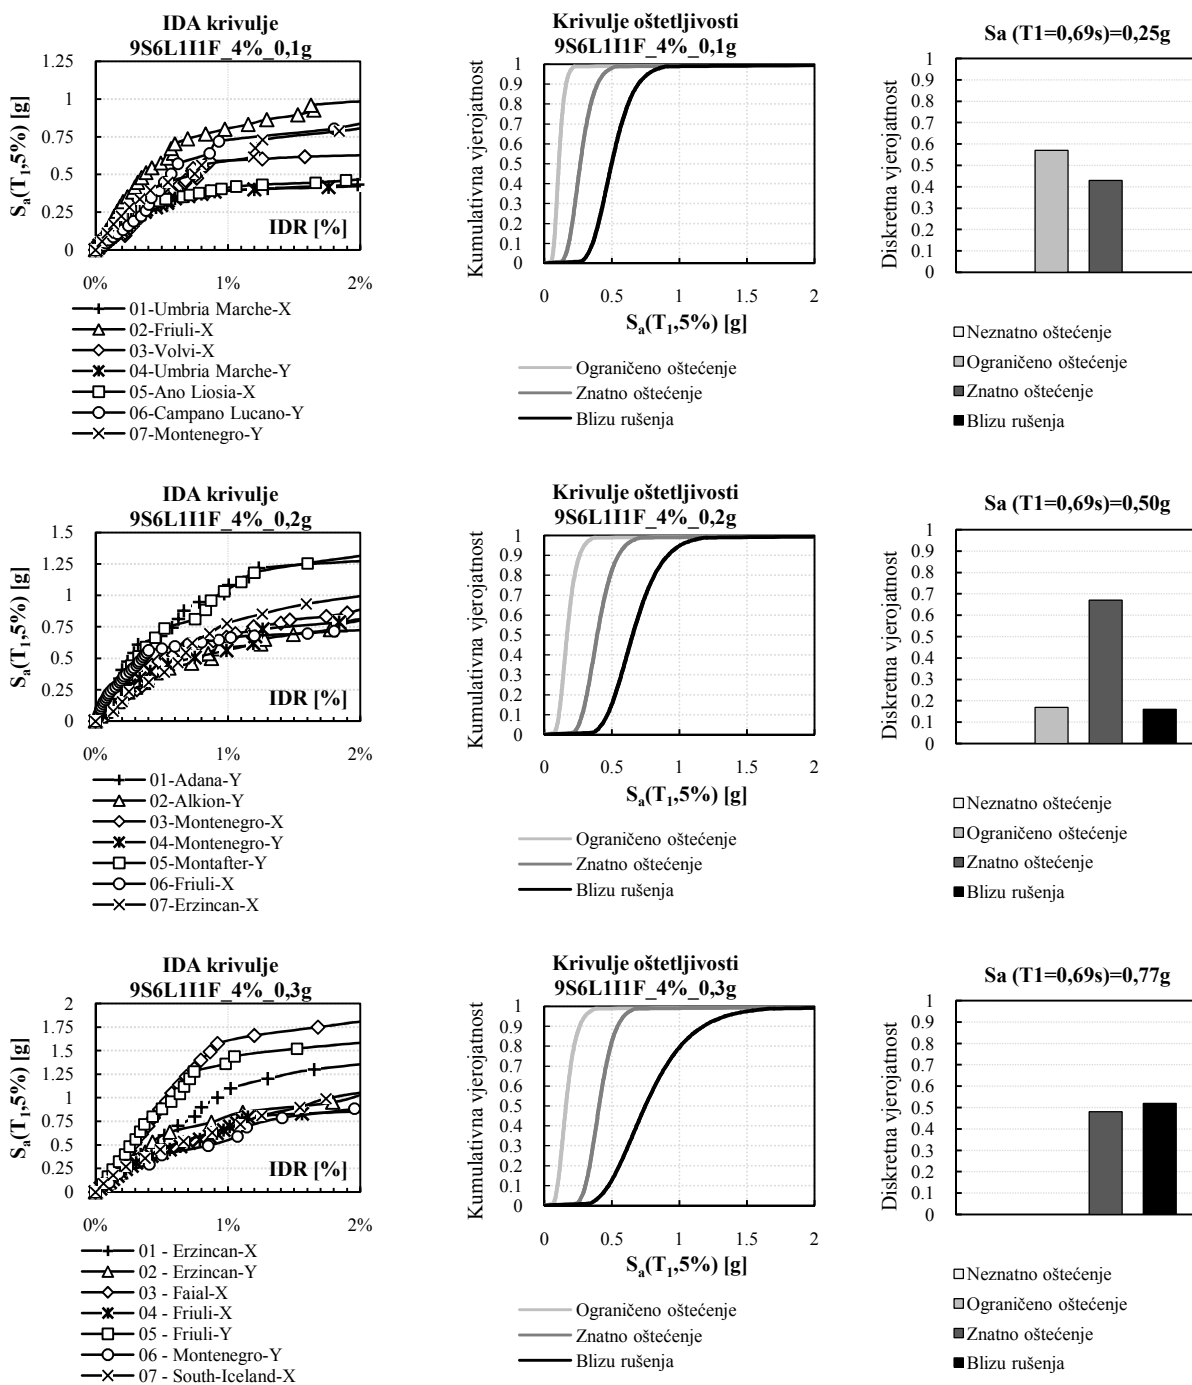 IDA krivulje
9S6L1I1F_4%_0,1g
Sa(T1,5%) [g]
1.25
1
0.75
0.5
0.25
0
IDR [%]
0%
1%
2%
01-Umbria Marche-X
02-Friuli-X
03-Volvi-X
04-Umbria Marche-Y
05-Ano Liosia-X
06-Campano Lucano-Y
07-Montenegro-Y
Krivulje oštetljivosti
9S6L1I1F_4%_0,1g
Kumulativna vjerojatnost
1
0.9
0.8
0.7
0.6
0.5
0.4
0.3
0.2
0.1
0
0
0.5
1
1.5
2
Sa(T1,5%) [g]
Ograničeno oštećenje
Znatno oštećenje
Blizu rušenja
Sa (T1=0,69s)=0,25g
Diskretna vjerojatnost
1
0.9
0.8
0.7
0.6
0.5
0.4
0.3
0.2
0.1
0
Neznatno oštećenje
Ograničeno oštećenje
Znatno oštećenje
Blizu rušenja
IDA krivulje
9S6L1I1F_4%_0,2g
Sa(T1,5%) [g]
1.5
1.25
1
0.75
0.5
0.25
0
IDR [%]
0%
1%
2%
01-Adana-Y
02-Alkion-Y
03-Montenegro-X
04-Montenegro-Y
05-Montafter-Y
06-Friuli-X
07-Erzincan-X
Krivulje oštetljivosti
9S6L1I1F_4%_0,2g
Kumulativna vjerojatnost
1
0.9
0.8
0.7
0.6
0.5
0.4
0.3
0.2
0.1
0
0
0.5
1
1.5
2
Sa(T1,5%) [g]
Ograničeno oštećenje
Znatno oštećenje
Blizu rušenja
Sa (T1=0,69s)=0,50g
Diskretna vjerojatnost
1
0.9
0.8
0.7
0.6
0.5
0.4
0.3
0.2
0.1
0
Neznatno oštećenje
Ograničeno oštećenje
Znatno oštećenje
Blizu rušenja
IDA krivulje
9S6L1I1F_4%_0,3g
Sa(T1,5%) [g]
2
1.75
1.5
1.25
1
0.75
0.5
0.25
0
IDR [%]
0%
1%
2%
01 - Erzincan-X
02 - Erzincan-Y
03 - Faial-X
04 - Friuli-X
05 - Friuli-Y
06 - Montenegro-Y
07 - South-Iceland-X
Krivulje oštetljivosti
9S6L1I1F_4%_0,3g
Kumulativna vjerojatnost
1
0.9
0.8
0.7
0.6
0.5
0.4
0.3
0.2
0.1
0
0
0.5
1
1.5
2
Sa(T1,5%) [g]
Ograničeno oštećenje
Znatno oštećenje
Blizu rušenja
Sa (T1=0,69s)=0,77g
Diskretna vjerojatnost
1
0.9
0.8
0.7
0.6
0.5
0.4
0.3
0.2
0.1
0
Neznatno oštećenje
Ograničeno oštećenje
Znatno oštećenje
Blizu rušenja